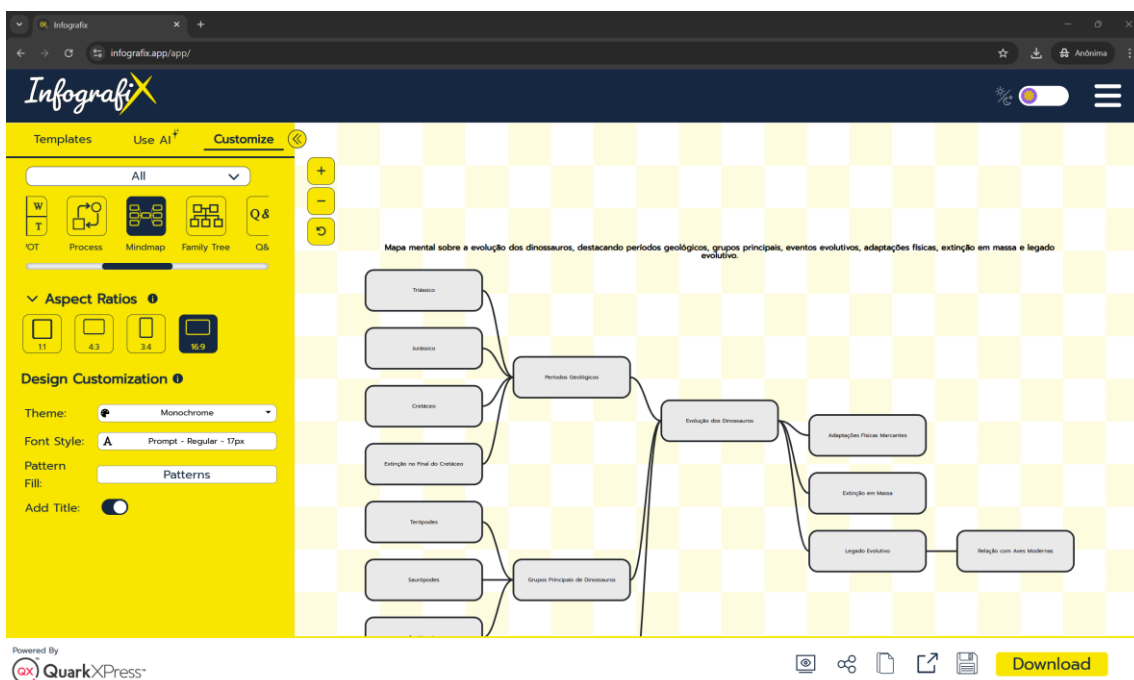 Infografix
infografix.app/app/
Anônima
Infografix
Templates
Use AI
Customize
All
W
T
Q&
'OT
Process
Mindmap
Family Tree
Q&
Aspect Ratios
1:1
4:3
3:4
16:9
Design Customization
Theme:
Monochrome
Font Style:
A
Prompt - Regular - 17px
Pattern
Fill:
Patterns
Add Title:
Mapa mental sobre a evolução dos dinossauros, destacando períodos geológicos, grupos principais, eventos evolutivos, adaptações físicas, extinção em massa e legado
evolutivo.
Triássico
Jurássico
Cretáceo
Extinção no Final do Cretáceo
Terópodes
Saurópodes
Períodos Geológicos
Grupos Principais de Dinossauros
Evolução dos Dinossauros
Adaptações Físicas Marcantes
Extinção em Massa
Legado Evolutivo
Relação com Aves Modernas
Powered By
QX QuarkXPress
Download